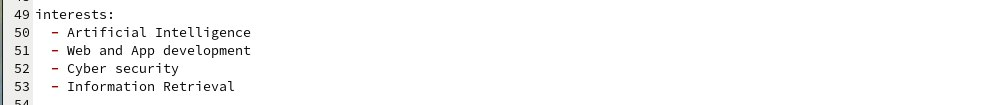 49 interests:
50   - Artificial Intelligence
51   - Web and App development
52   - Cyber security
53   - Information Retrieval
54